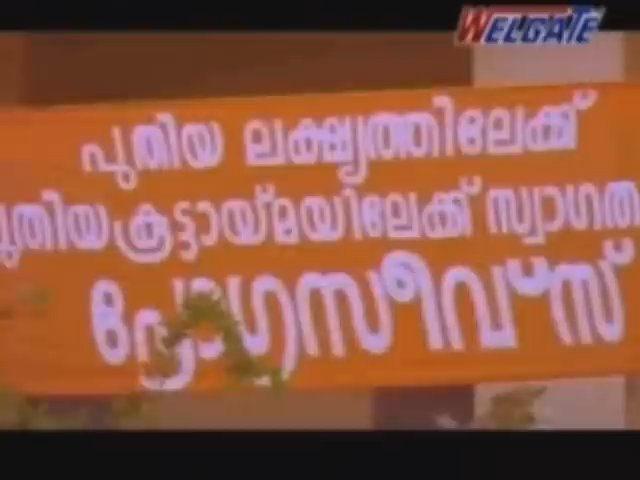 WELGATE
പുതിയ ലക്ഷ്യത്തിലേക്ക്
പുതിയ കൂട്ടായ്മയിലേക്ക് സ്വാഗത
പ്രോഗ്രസീവ്സ്